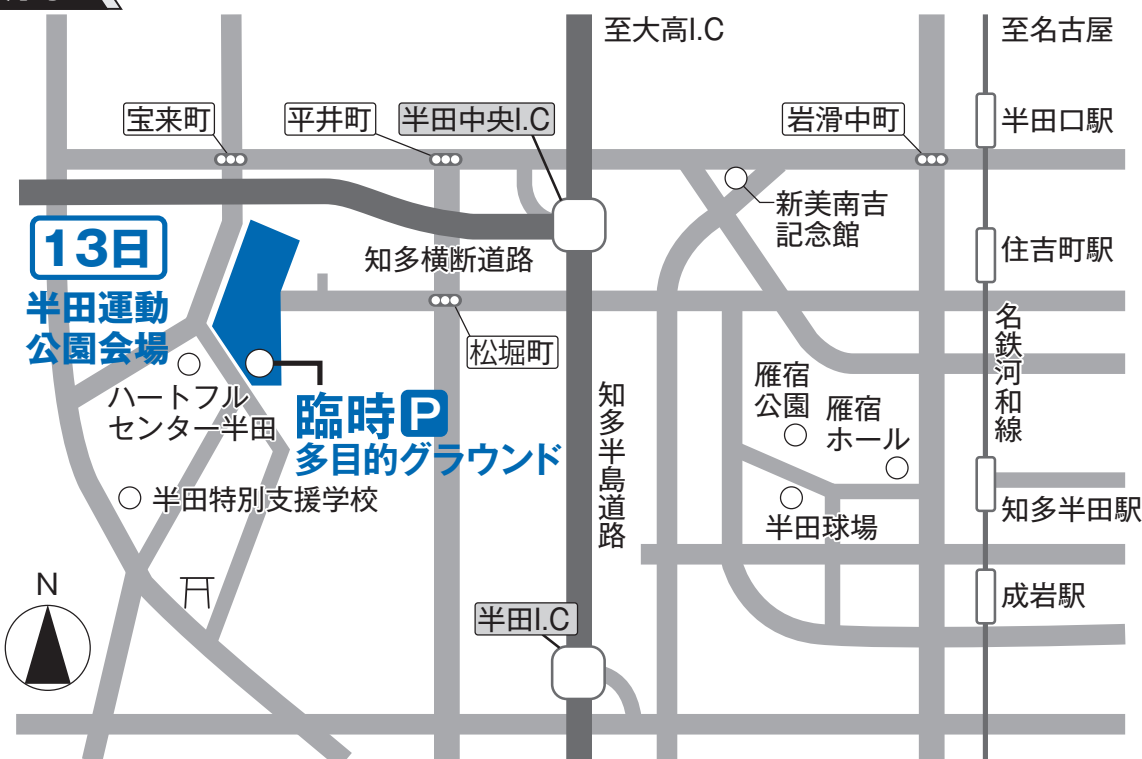 至大高I.C
至名古屋
宝来町
平井町
半田中央I.C
岩滑中町
半田口駅
新美南吉
記念館
13日
半田運動
公園会場
知多横断道路
住吉町駅
松堀町
名鉄河和線
ハートフル
センター半田
臨時P
多目的グラウンド
知多半島道路
雁宿
公園
雁宿
ホール
半田特別支援学校
半田球場
知多半田駅
N
半田I.C
成岩駅